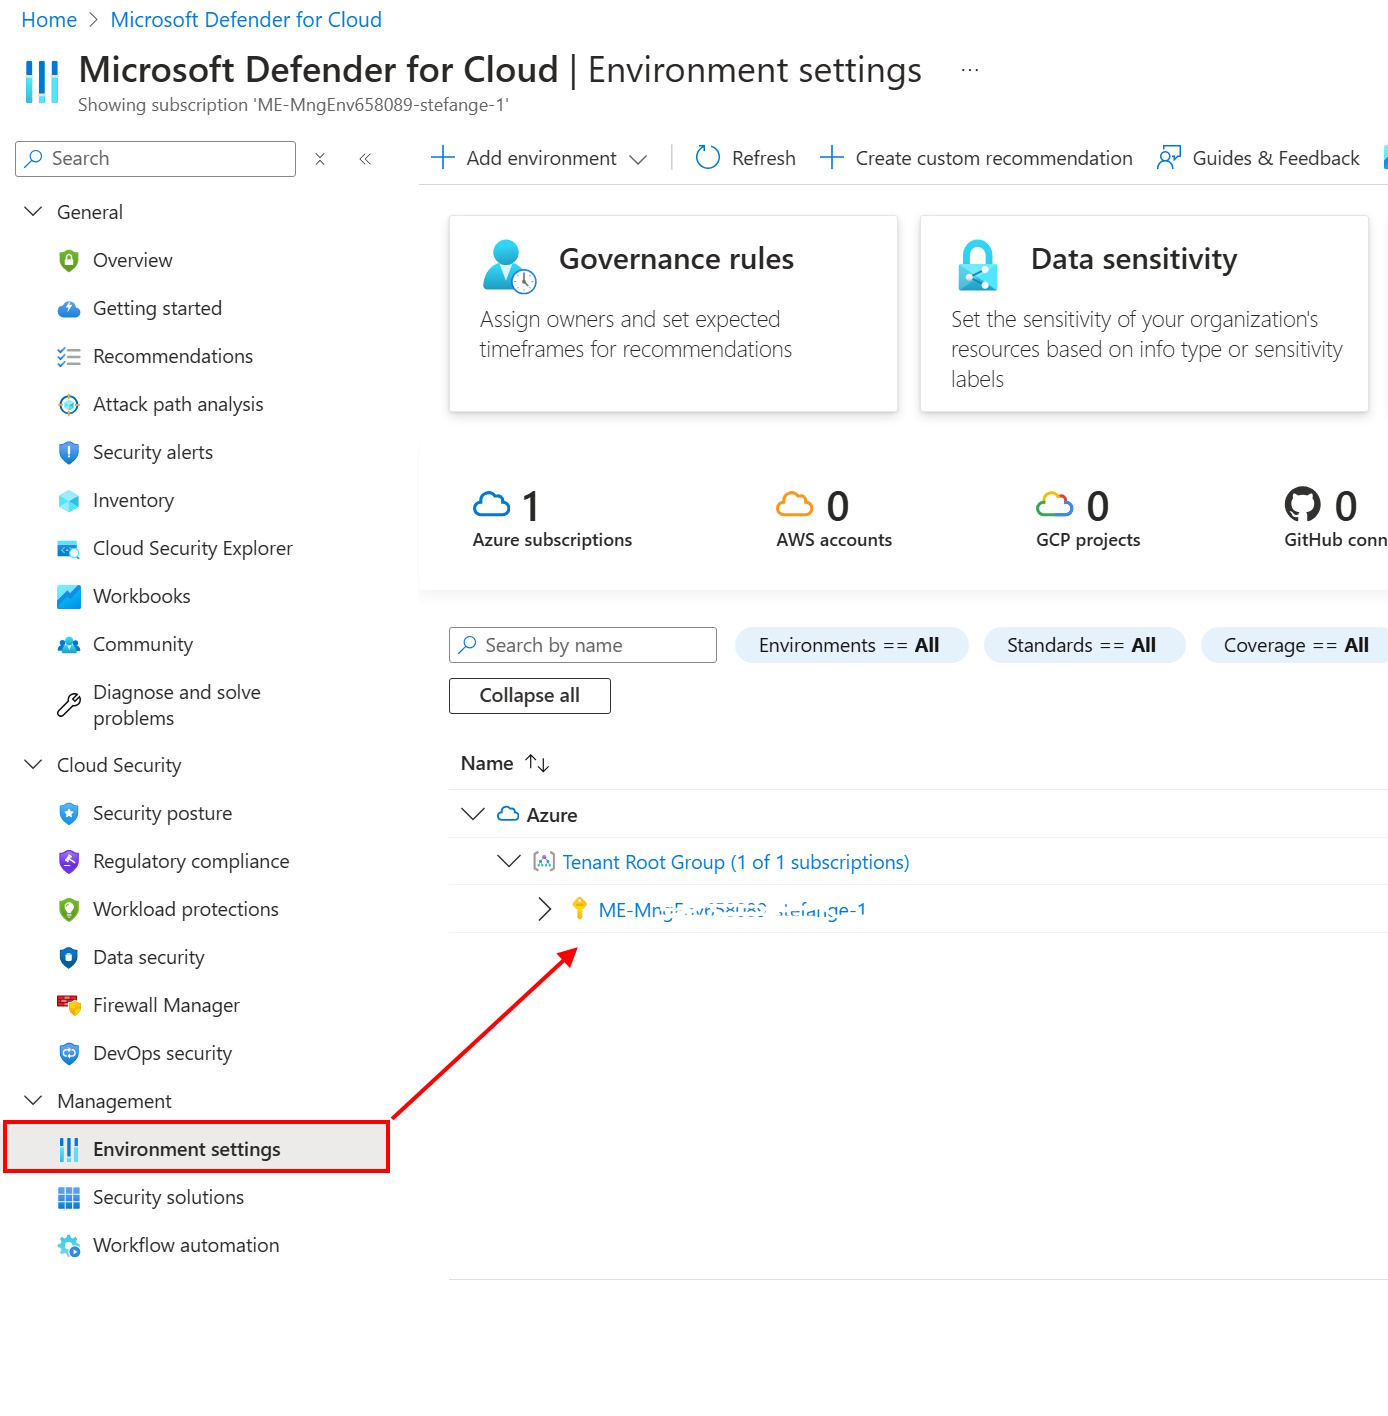 Home > Microsoft Defender for Cloud
Microsoft Defender for Cloud | Environment settings ...
Showing subscription 'ME-MngEnv658089-stefange-1'
Search
General
Overview
Getting started
Recommendations
Attack path analysis
Security alerts
Inventory
Cloud Security Explorer
Workbooks
Community
Diagnose and solve
problems
Cloud Security
Security posture
Regulatory compliance
Workload protections
Data security
Firewall Manager
DevOps security
Management
Environment settings
Security solutions
Workflow automation
Add environment Refresh Create custom recommendation Guides & Feedback
Governance rules
Assign owners and set expected
timeframes for recommendations
Data sensitivity
Set the sensitivity of your organization's
resources based on info type or sensitivity
labels
1
Azure subscriptions
0
AWS accounts
0
GCP projects
0
GitHub conn
Search by name Environments == All Standards == All Coverage == All
Collapse all
Name
Azure
Tenant Root Group (1 of 1 subscriptions)